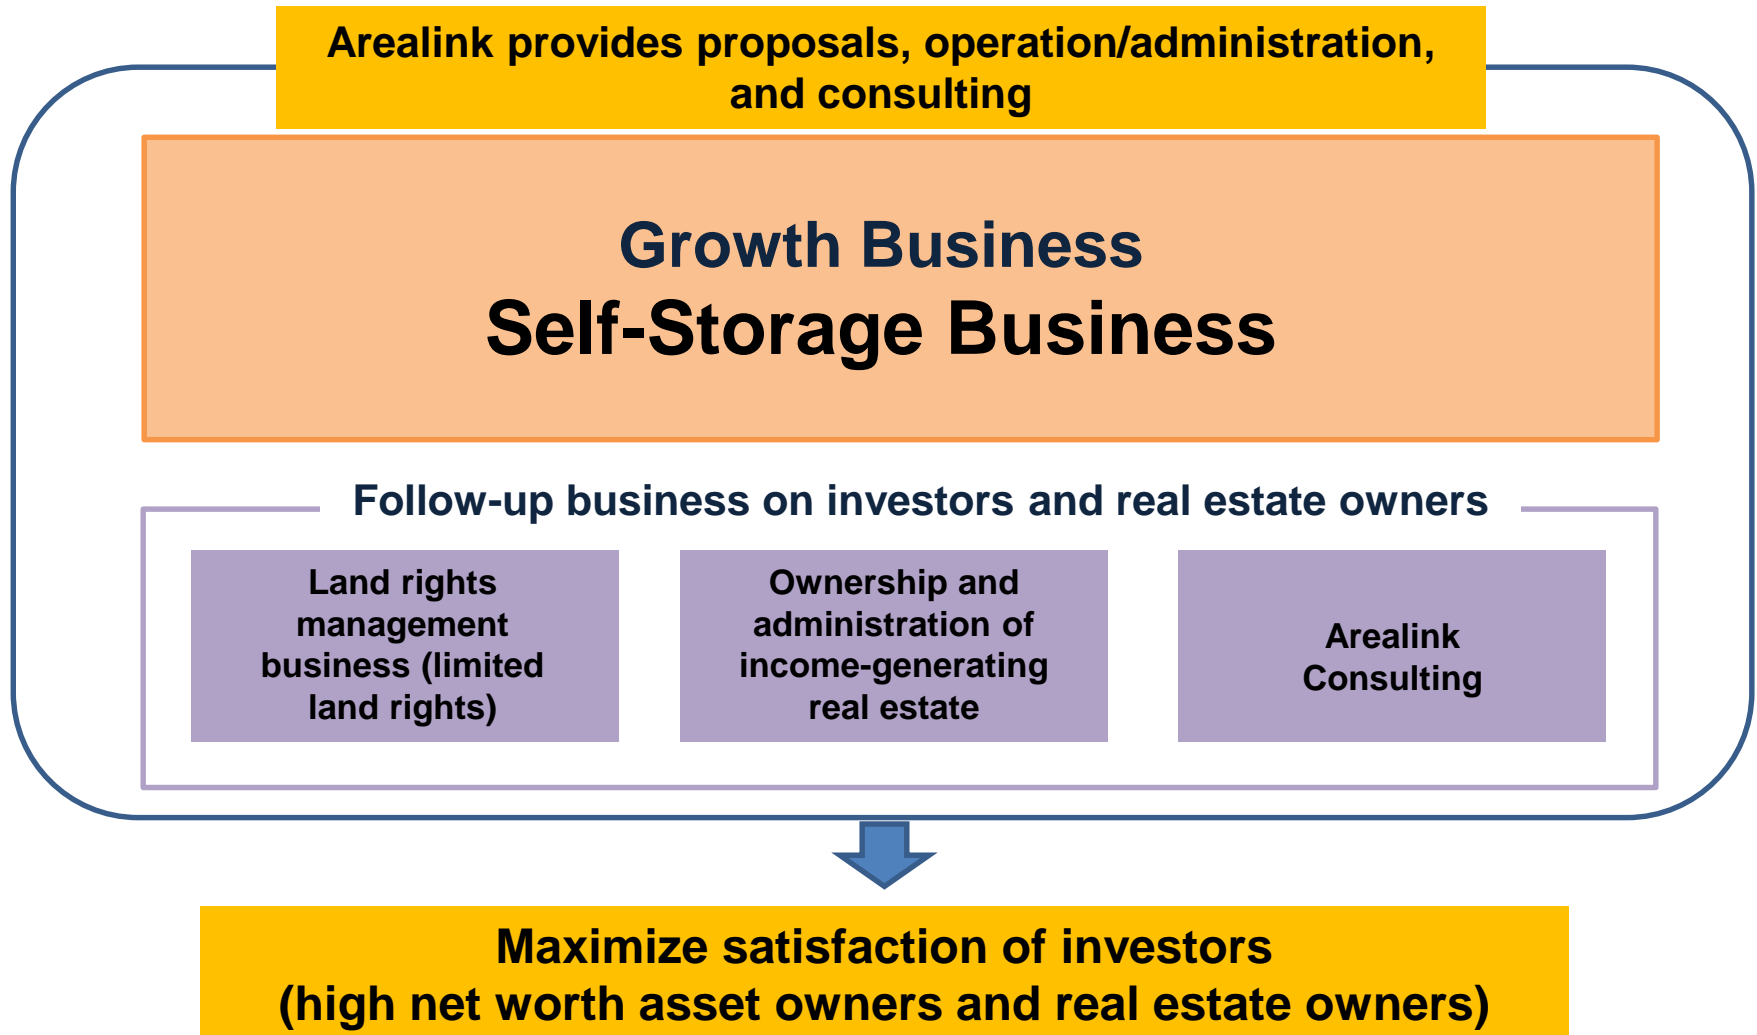 Arealink provides proposals, operation/administration,
and consulting
Growth Business
Self-Storage Business
Follow-up business on investors and real estate owners
Land rights
management
business (limited
land rights)
Ownership and
administration of
income-generating
real estate
Arealink
Consulting
Maximize satisfaction of investors
(high net worth asset owners and real estate owners)